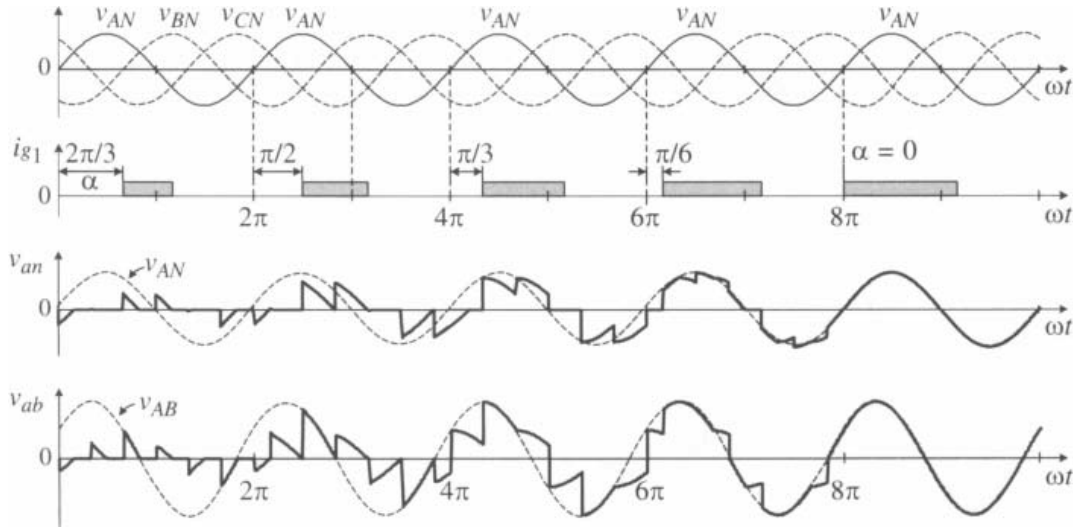 v_AN v_BN v_CN v_AN v_AN v_AN v_AN
0
ωt
i_g1
2π/3 π/2 π/3 π/6 α = 0
α
0
2π 4π 6π 8π ωt
v_an
v_AN
0
ωt
v_ab
v_AB
0
2π 4π 6π 8π ωt